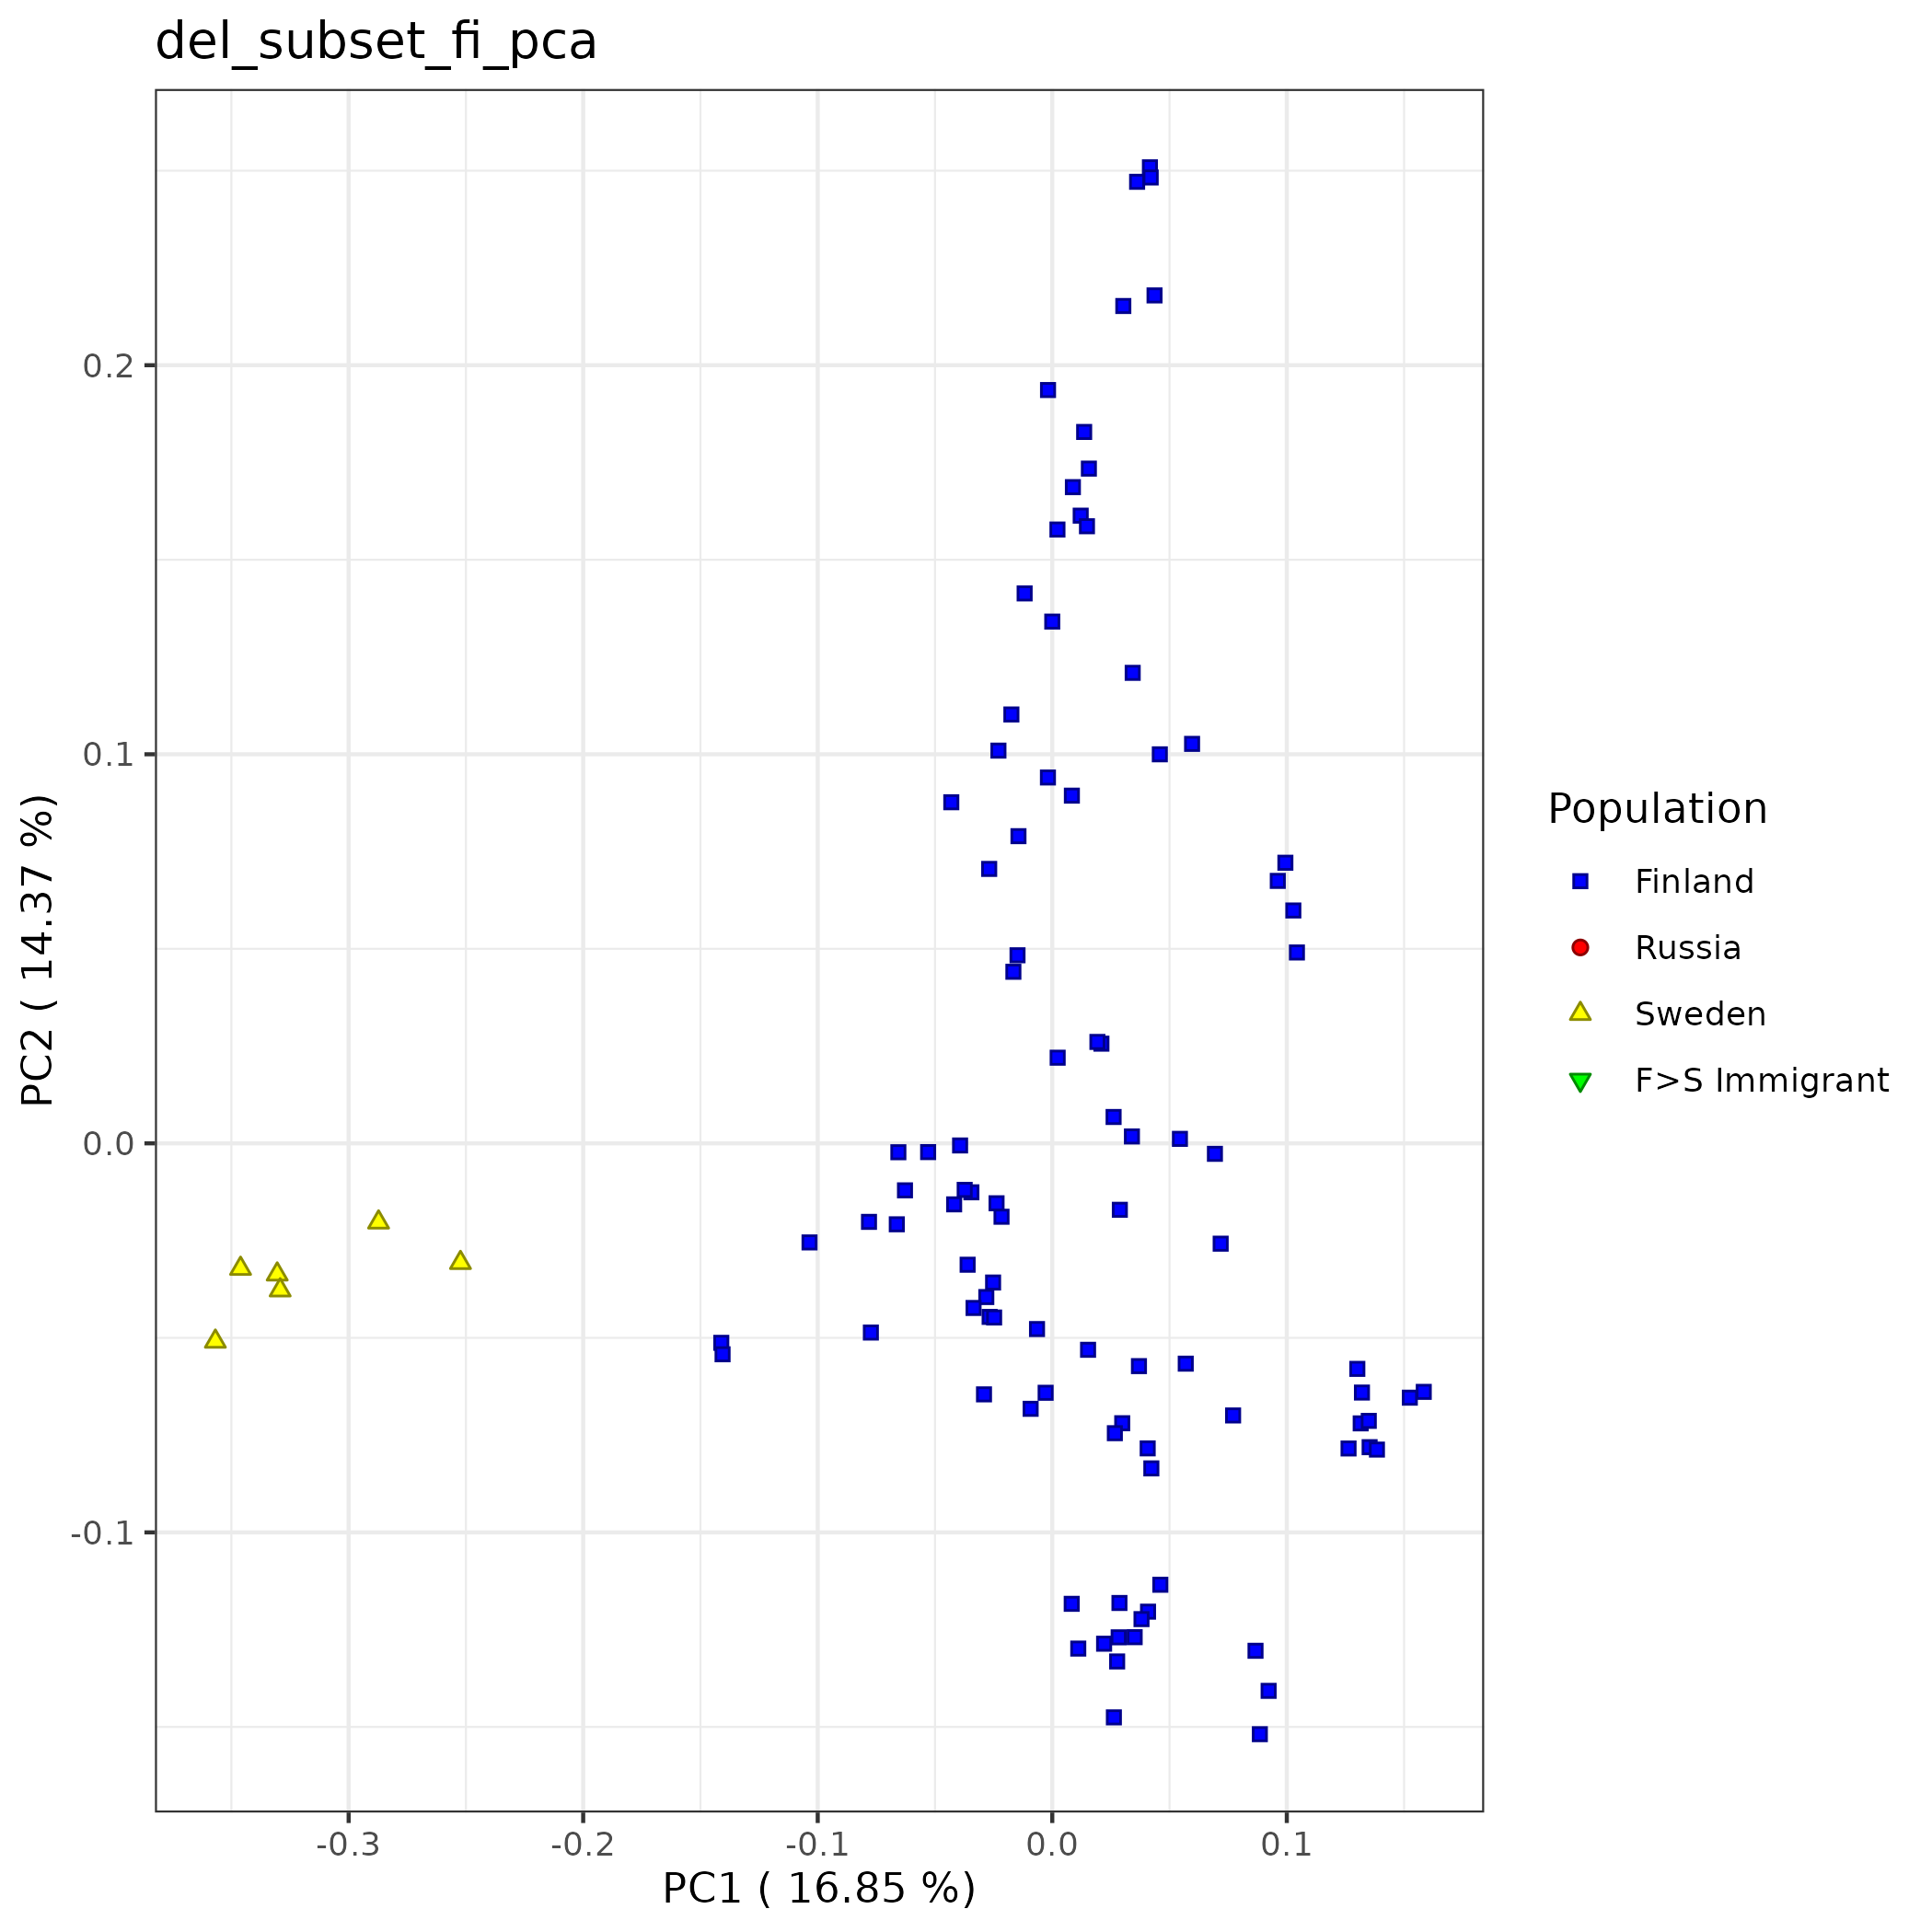 del_subset_fi_pca
PC2 ( 14.37 %)
0.2
0.1
0.0
-0.1
-0.3
-0.2
-0.1
0.0
0.1
PC1 ( 16.85 %)
Population
Finland
Russia
Sweden
F>S Immigrant